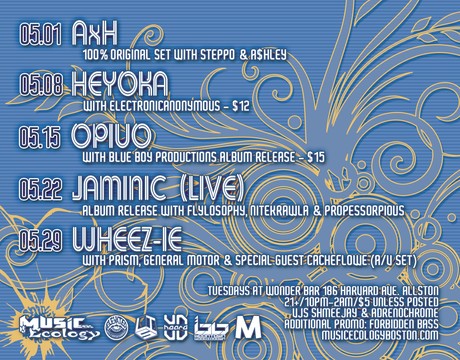 05.01 AxH
100% ORIGINAL SET WITH STEPPO & A$HLEY
05.08 HEYOKA
WITH ELECTRONICANONYMOUS - $12
05.15 OPIUO
WITH BLUE BOY PRODUCTIONS ALBUM RELEASE - $15
05.22 JAMINIC (LIVE)
ALBUM RELEASE WITH FLYLOSOPHY, NITEKRAWLA & PROPESSORPIOUS
05.29 WHEEZ-IE
WITH PRISM, GENERAL MOTOR & SPECIAL GUEST CACHEFLOWE (A/V SET)
TUESDAYS AT WONDER BAR 186 HARVARD AVE. ALLSTON
21+/10PM-2AM/$5 UNLESS POSTED
VJS SHMEEJAY & ADRENOCHROME
ADDITIONAL PROMO: FORBIDDEN BASS
MUSICECOLOGYBOSTON.COM
Music Ecology
M